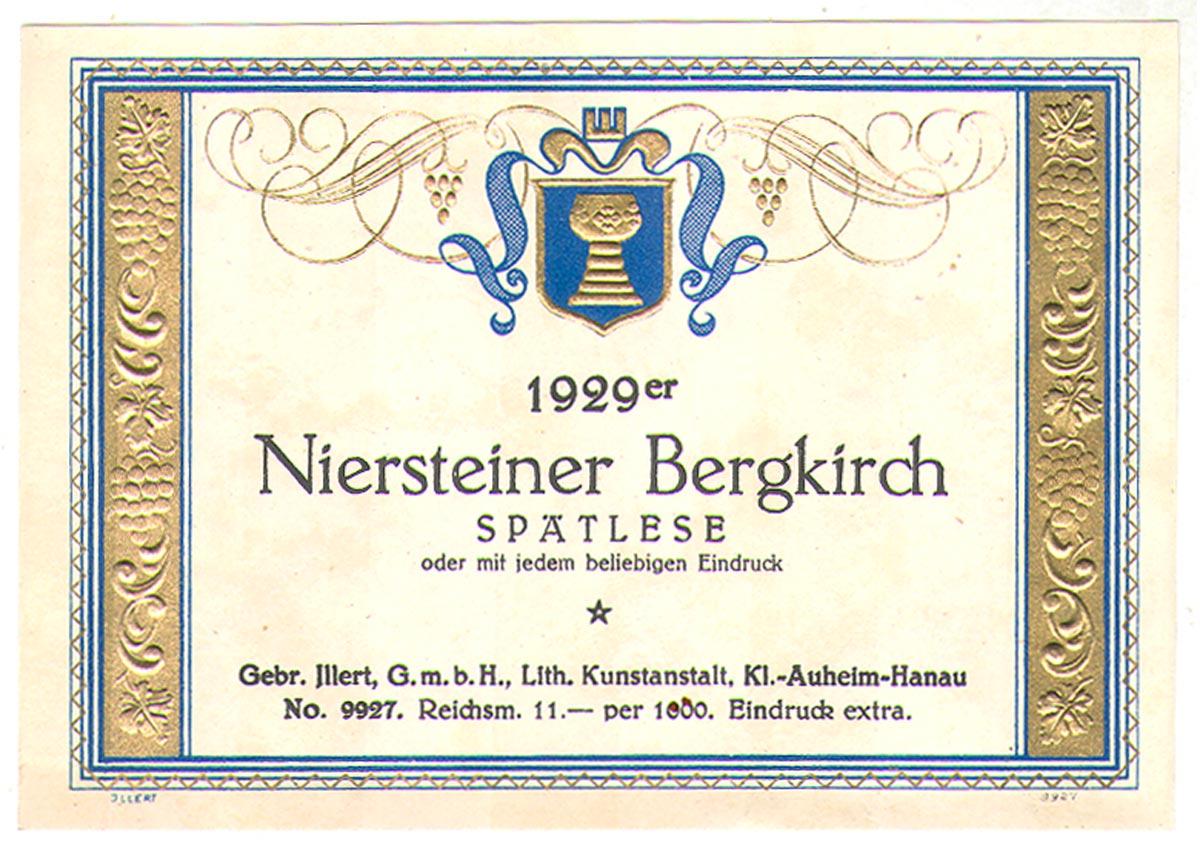 1929er
Niersteiner Bergkirch
SPÄTLESE
oder mit jedem beliebigen Eindruck
Gebr. Jllert, G.m.b.H., Lith. Kunstanstalt, Kl.-Auheim-Hanau
No. 9927. Reichsm. 11.— per 1000. Eindruck extra.
JLLERT
9927